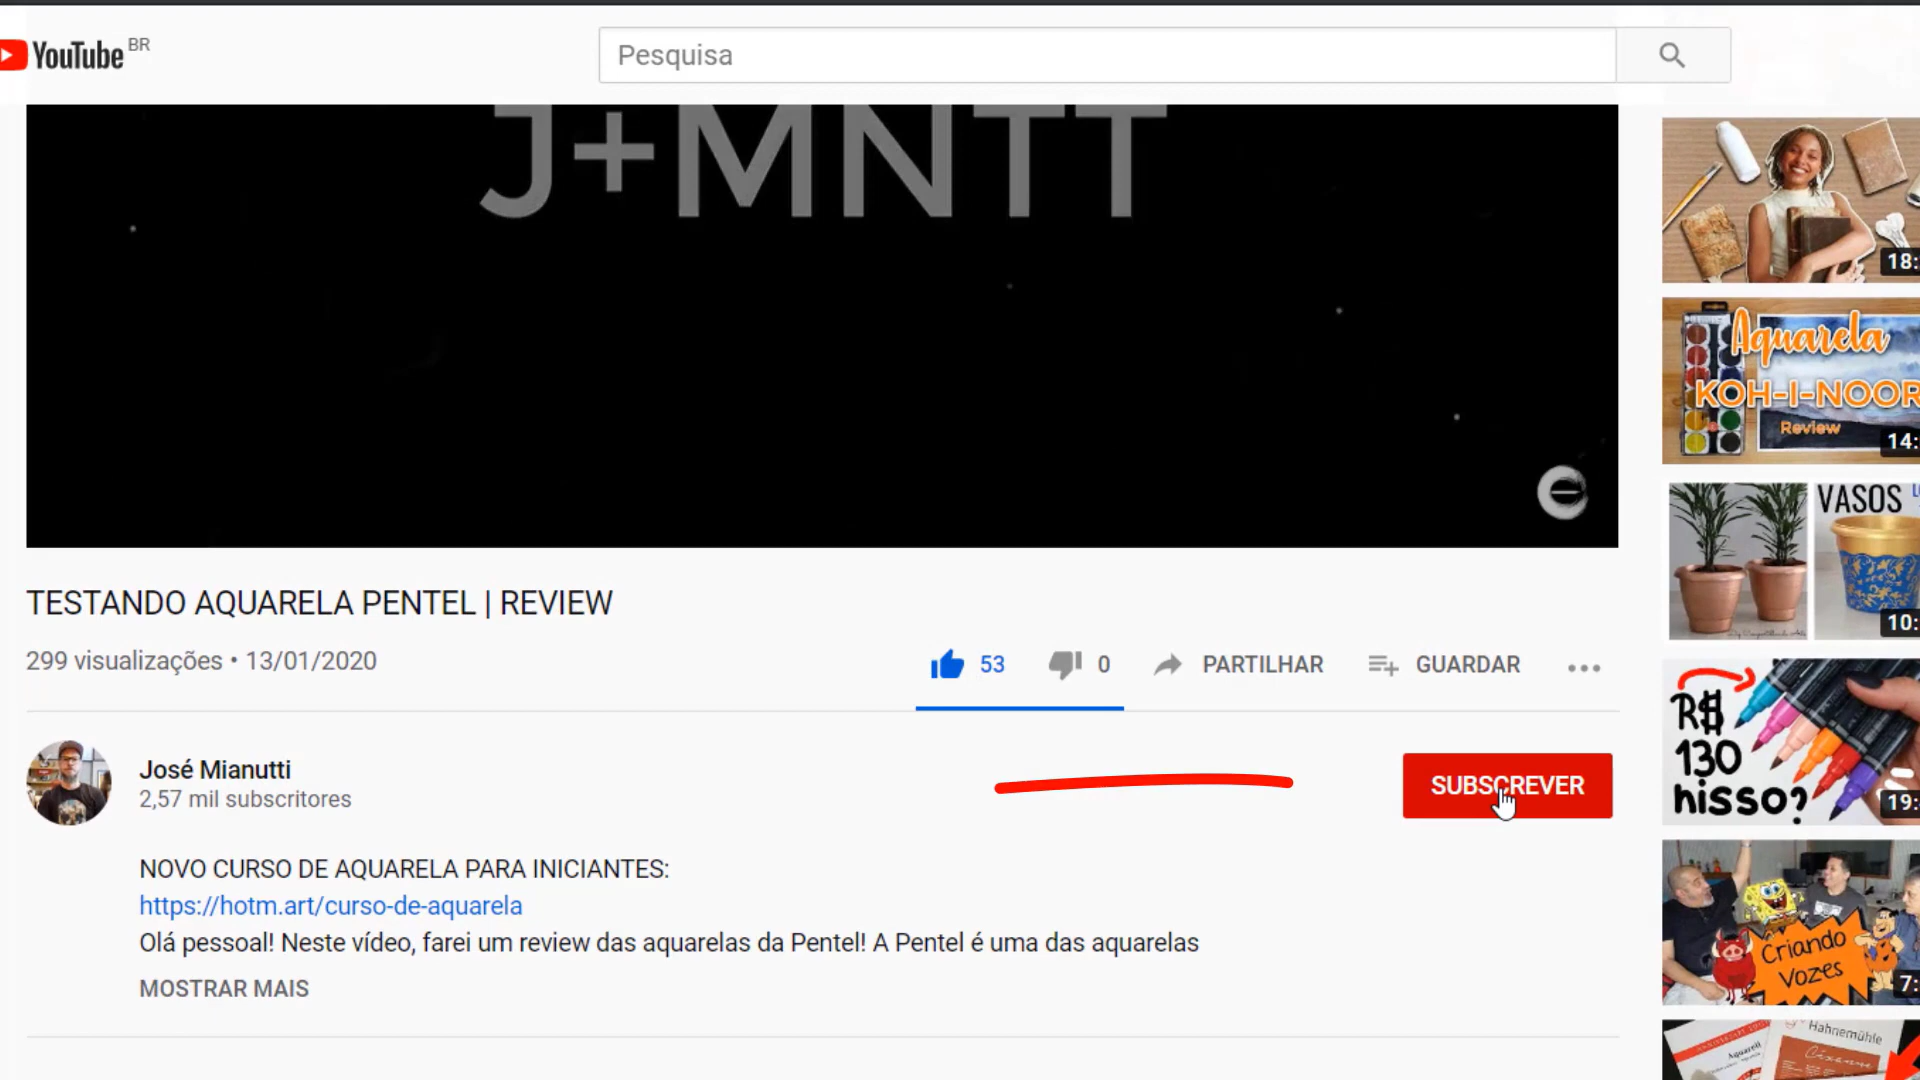 YouTube BR
Pesquisa
J+MNTT
TESTANDO AQUARELA PENTEL | REVIEW
299 visualizações • 13/01/2020
53
0
PARTILHAR
GUARDAR
José Mianutti
2,57 mil subscritores
SUBSCREVER
NOVO CURSO DE AQUARELA PARA INICIANTES:
https://hotm.art/curso-de-aquarela
Olá pessoal! Neste vídeo, farei um review das aquarelas da Pentel! A Pentel é uma das aquarelas
MOSTRAR MAIS
18:
Aquarela
KOH-I-NOOR
Review
14:
VASOS
10:
R$
130
nisso?
19:
Criando
Vozes
7:
Hahnemühle
Aquarell
Cézanne